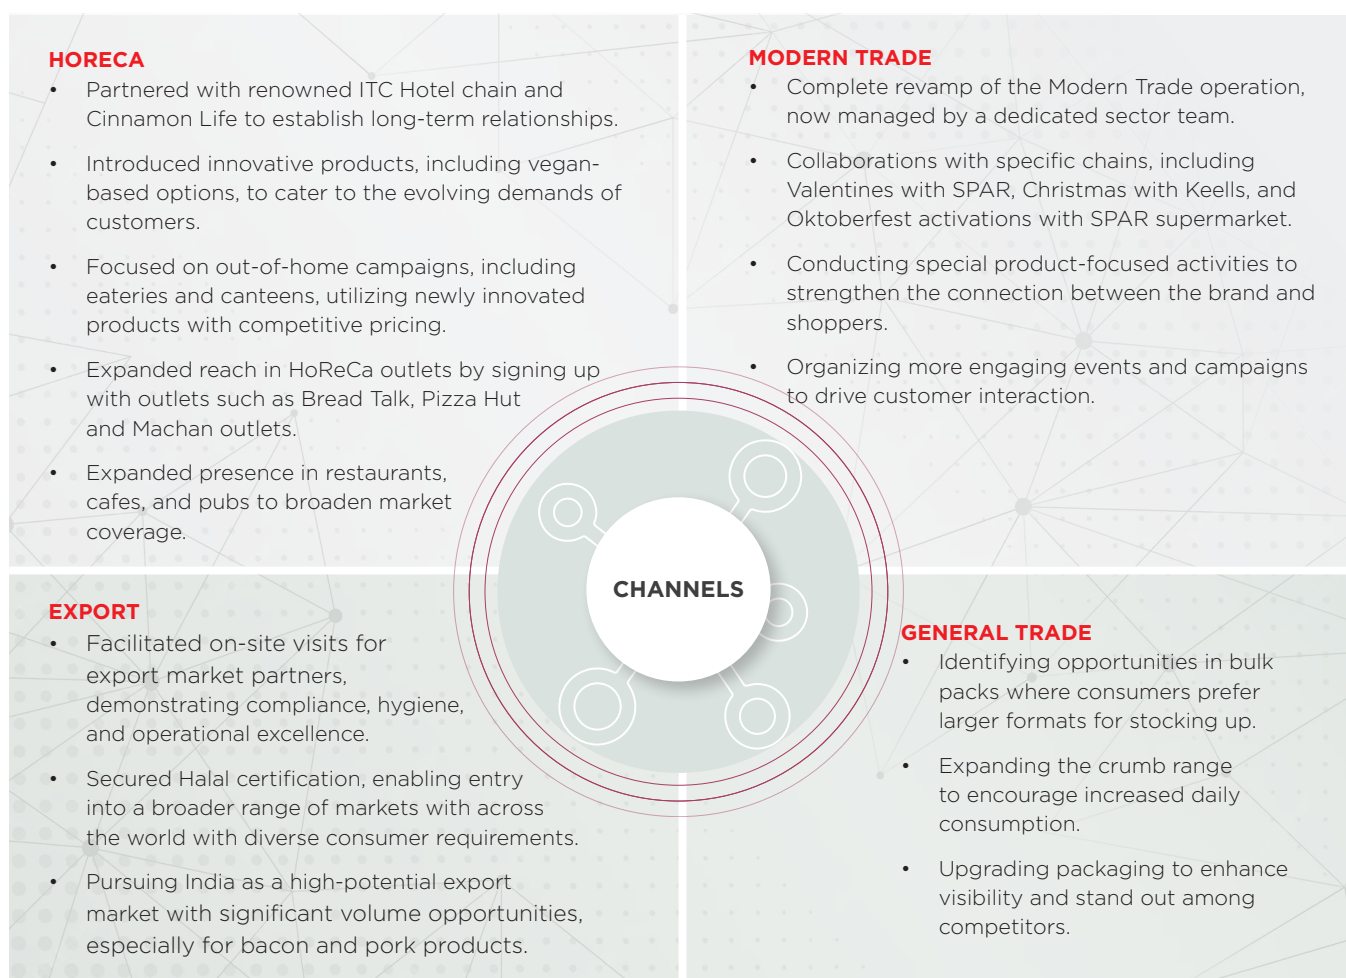 HORECA
• Partnered with renowned ITC Hotel chain and
Cinnamon Life to establish long-term relationships.
• Introduced innovative products, including vegan-
based options, to cater to the evolving demands of
customers.
• Focused on out-of-home campaigns, including
eateries and canteens, utilizing newly innovated
products with competitive pricing.
• Expanded reach in HoReCa outlets by signing up
with outlets such as Bread Talk, Pizza Hut
and Machan outlets.
• Expanded presence in restaurants,
cafes, and pubs to broaden market
coverage.
MODERN TRADE
• Complete revamp of the Modern Trade operation,
now managed by a dedicated sector team.
• Collaborations with specific chains, including
Valentines with SPAR, Christmas with Keells, and
Oktoberfest activations with SPAR supermarket.
• Conducting special product-focused activities to
strengthen the connection between the brand and
shoppers.
• Organizing more engaging events and campaigns
to drive customer interaction.
CHANNELS
EXPORT
• Facilitated on-site visits for
export market partners,
demonstrating compliance, hygiene,
and operational excellence.
• Secured Halal certification, enabling entry
into a broader range of markets with across
the world with diverse consumer requirements.
• Pursuing India as a high-potential export
market with significant volume opportunities,
especially for bacon and pork products.
GENERAL TRADE
• Identifying opportunities in bulk
packs where consumers prefer
larger formats for stocking up.
• Expanding the crumb range
to encourage increased daily
consumption.
• Upgrading packaging to enhance
visibility and stand out among
competitors.